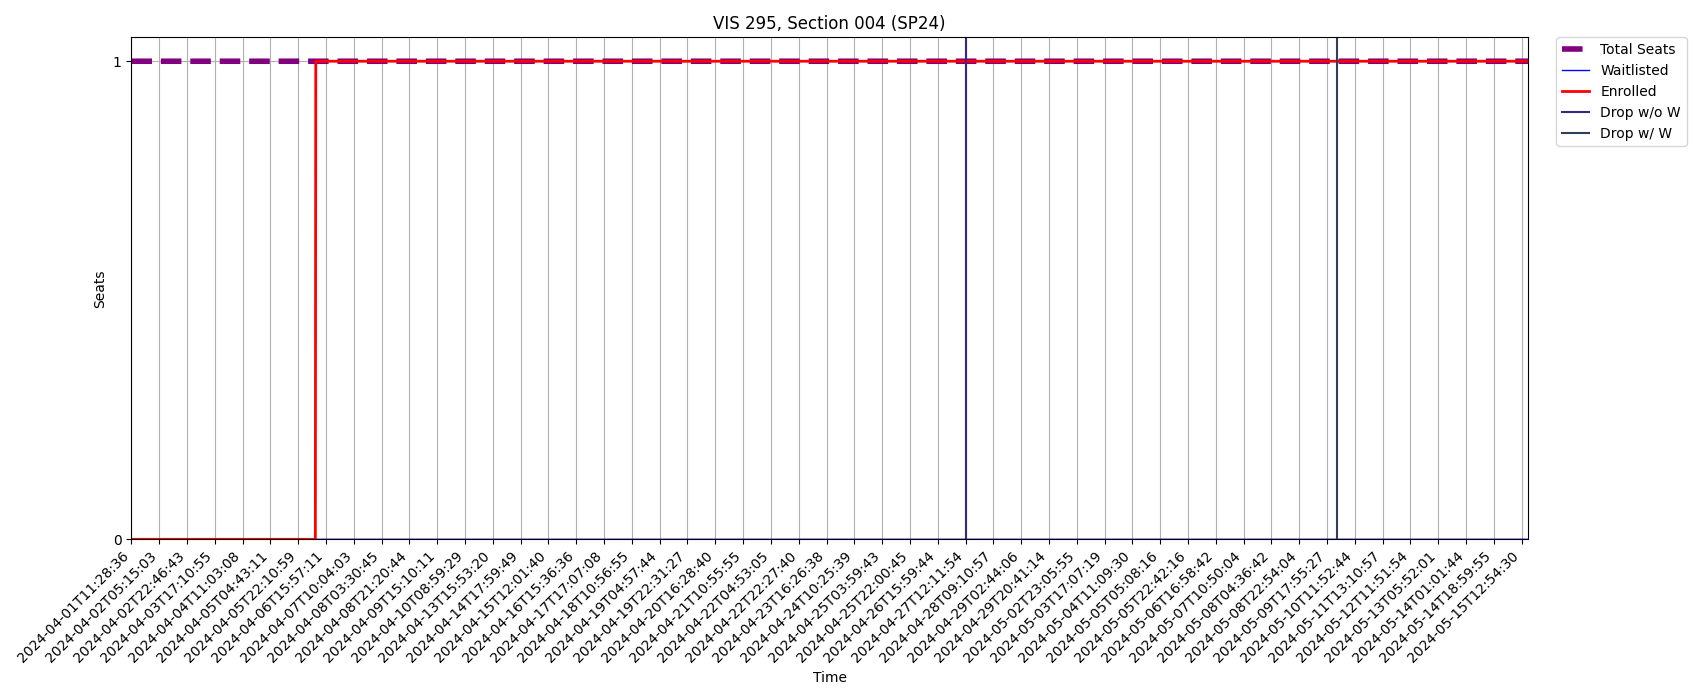 VIS 295, Section 004 (SP24)
Total Seats
Waitlisted
Enrolled
Drop w/o W
Drop w/ W
1
0
Seats
2024-04-01T11:28:36
2024-04-02T05:15:03
2024-04-02T22:46:43
2024-04-03T17:10:55
2024-04-04T11:03:08
2024-04-05T04:43:11
2024-04-05T22:10:59
2024-04-06T15:57:11
2024-04-07T10:04:03
2024-04-08T03:30:45
2024-04-08T21:20:44
2024-04-09T15:10:11
2024-04-10T08:59:29
2024-04-13T15:53:20
2024-04-14T17:59:49
2024-04-15T12:01:40
2024-04-16T15:36:36
2024-04-17T17:07:08
2024-04-18T10:56:55
2024-04-19T04:57:44
2024-04-19T22:31:27
2024-04-20T16:28:40
2024-04-21T10:55:55
2024-04-22T04:53:05
2024-04-22T22:27:40
2024-04-23T16:26:38
2024-04-24T10:25:39
2024-04-25T03:59:43
2024-04-25T22:00:45
2024-04-26T15:59:44
2024-04-27T12:11:54
2024-04-28T09:10:57
2024-04-29T02:44:06
2024-04-29T20:41:14
2024-05-02T23:05:55
2024-05-03T17:07:19
2024-05-04T11:09:30
2024-05-05T05:08:16
2024-05-05T22:42:16
2024-05-06T16:58:42
2024-05-07T10:50:04
2024-05-08T04:36:42
2024-05-08T22:54:04
2024-05-09T17:55:27
2024-05-10T11:52:44
2024-05-11T13:10:57
2024-05-12T11:51:54
2024-05-13T05:52:01
2024-05-14T01:01:44
2024-05-14T18:59:55
2024-05-15T12:54:30
Time